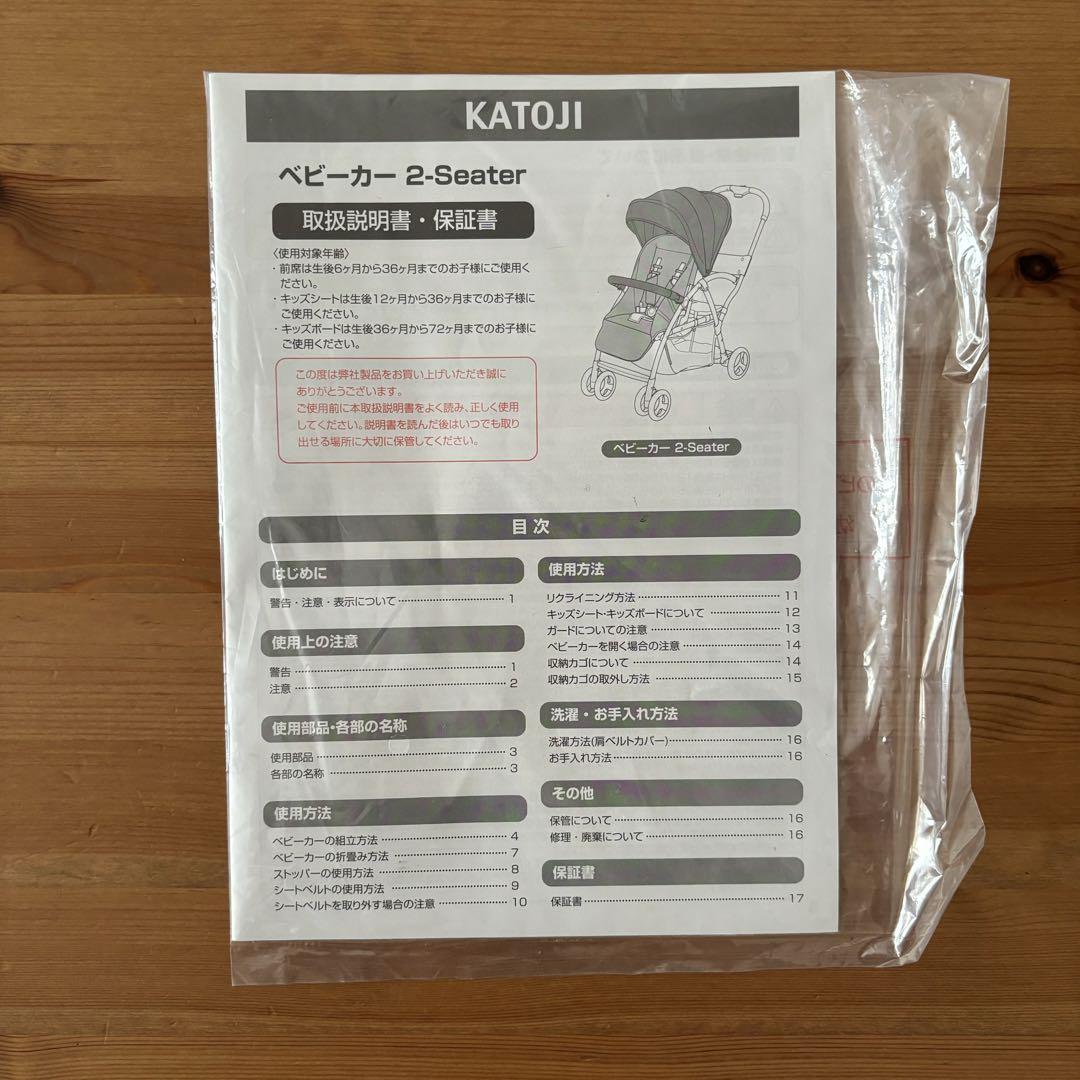 KATOJI
ベビーカー 2-Seater
取扱説明書・保証書
〈使用対象年齢〉
・前席は生後6ヶ月から36ヶ月までのお子様にご使用く
ださい。
・キッズシートは生後12ヶ月から36ヶ月までのお子様に
ご使用ください。
・キッズボードは生後36ヶ月から72ヶ月までのお子様に
ご使用ください。
この度は弊社製品をお買い上げいただき誠に
ありがとうございます。
ご使用前に本取扱説明書をよく読み、正しく使用
してください。説明書を読んだ後はいつでも取り
出せる場所に大切に保管してください。
ベビーカー 2-Seater
目次
はじめに
警告・注意・表示について 1
使用上の注意
警告 1
注意 2
使用部品・各部の名称
使用部品 3
各部の名称 3
使用方法
ベビーカーの組立方法 4
ベビーカーの折畳み方法 7
ストッパーの使用方法 8
シートベルトの使用方法 9
シートベルトを取り外す場合の注意 10
使用方法
リクライニング方法 11
キッズシート・キッズボードについて 12
ガードについての注意 13
ベビーカーを開く場合の注意 14
収納カゴについて 14
収納カゴの取外し方法 15
洗濯・お手入れ方法
洗濯方法(肩ベルトカバー) 16
お手入れ方法 16
その他
保管について 16
修理・廃棄について 16
保証書
保証書 17